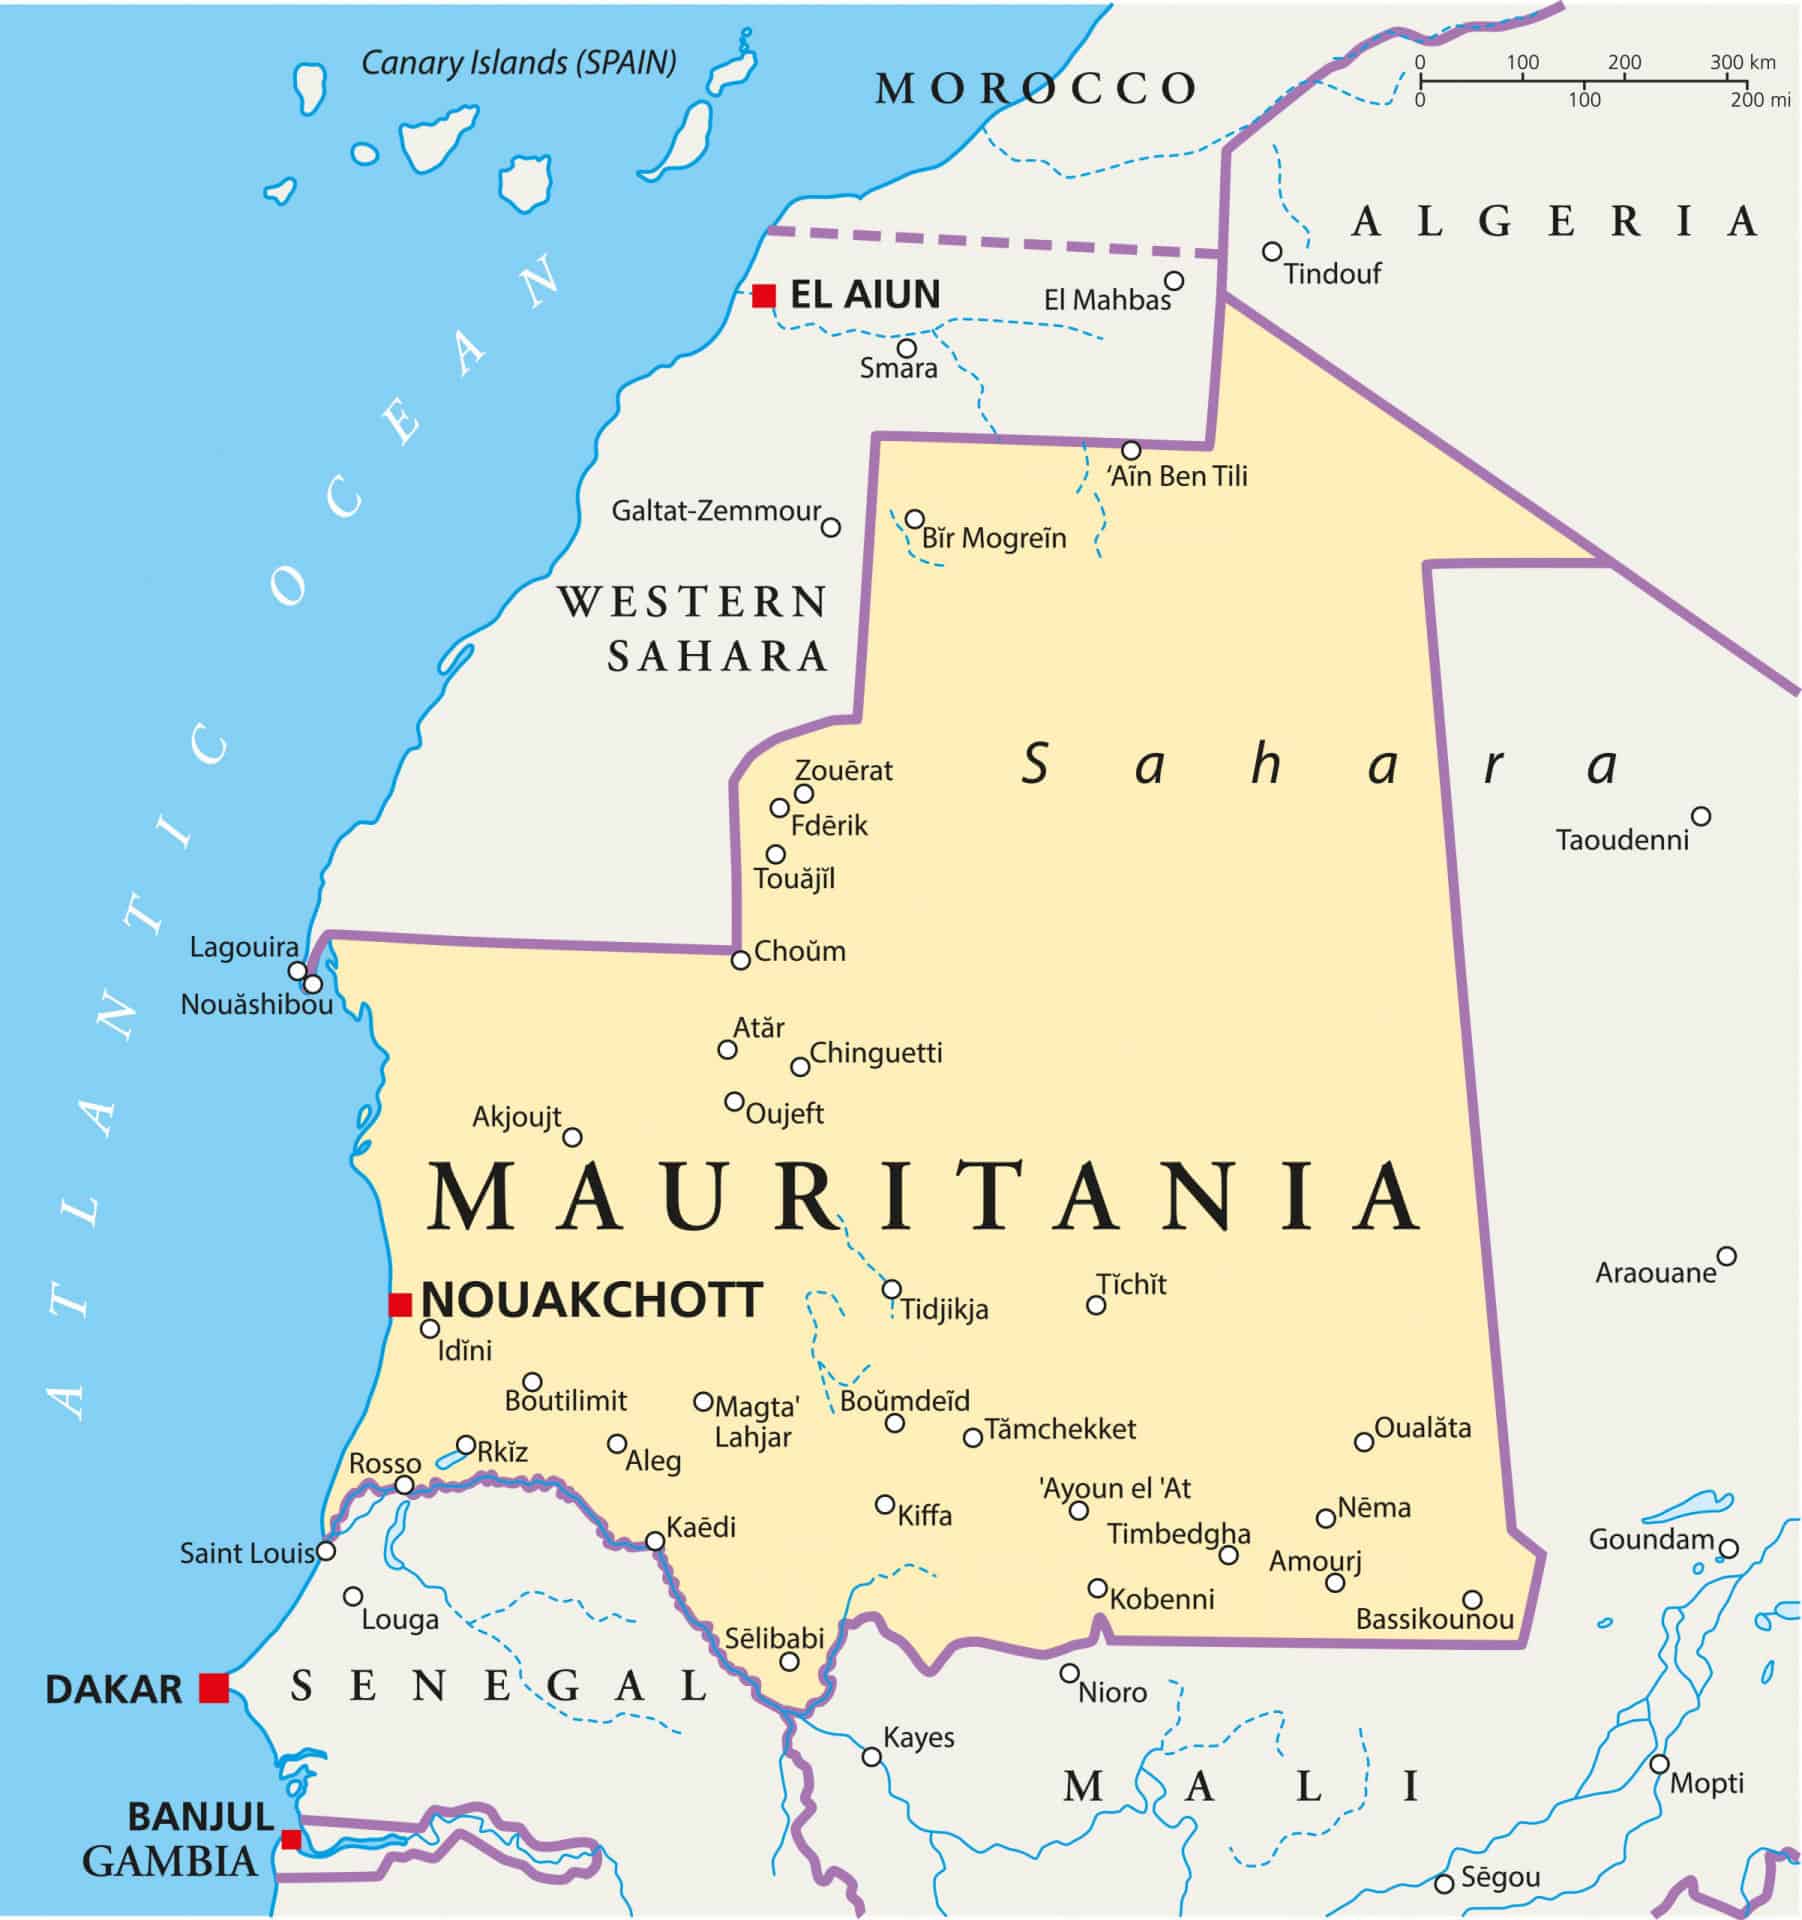 Canary Islands (SPAIN)
MOROCCO
0 100 200 300 km
0 100 200 mi
ALGERIA
Tindouf
EL AIUN
El Mahbas
Smara
ATLANTIC OCEAN
'Aĩn Ben Tili
Galtat-Zemmour
Bĭr Mogreĩn
WESTERN
SAHARA
Sahara
Zouērat
Fdērik
Touăjĭl
Taoudenni
Lagouira
Choŭm
Nouăshibou
Atăr
Chinguetti
Oujeft
Akjoujt
MAURITANIA
Araouane
NOUAKCHOTT
Tĭchĭt
Tidjikja
Idĭni
Boutilimit
Magta'
Lahjar
Boŭmdeĩd
Tămchekket
Oualăta
Rkĭz
Aleg
Rosso
'Ayoun el 'At
Kiffa
Nēma
Kaēdi
Timbedgha
Goundam
Saint Louis
Amourj
Kobenni
Bassikounou
Louga
Sēlibabi
DAKAR
SENEGAL
Nioro
Kayes
MALI
Mopti
BANJUL
GAMBIA
Sēgou